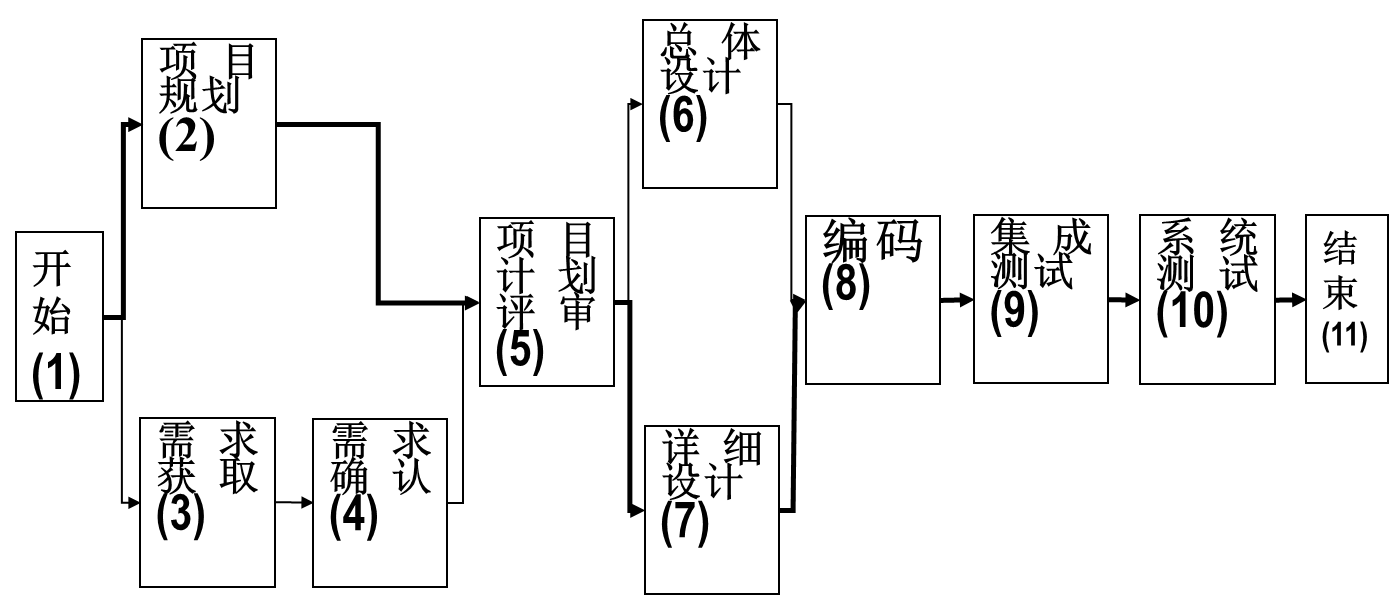 开
始
(1)
项 目
规划
(2)
需 求
获 取
(3)
需 求
确 认
(4)
项 目
计 划
评 审
(5)
总 体
设计
(6)
详 细
设计
(7)
编码
(8)
集 成
测试
(9)
系 统
测 试
(10)
结
束
(11)